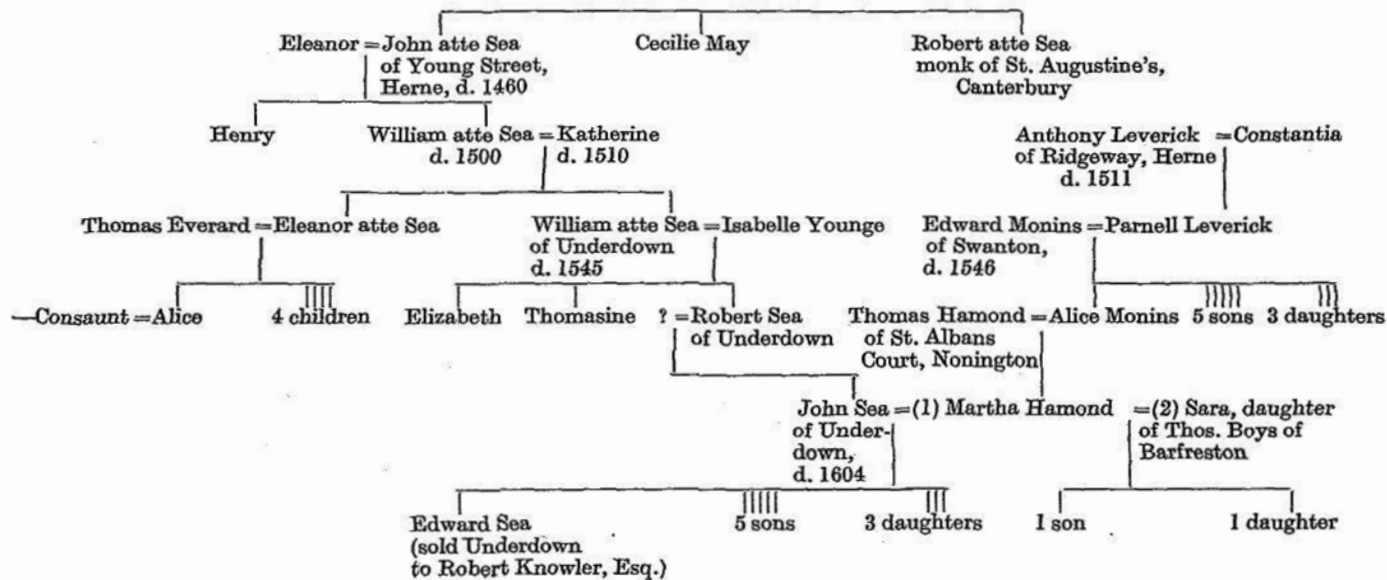 Eleanor = John atte Sea
of Young Street,
Herne, d. 1460
Cecilie May
Robert atte Sea
monk of St. Augustine's,
Canterbury
Henry
William atte Sea = Katherine
d. 1500 d. 1510
Anthony Leverick = Constantia
of Ridgeway, Herne
d. 1511
Thomas Everard = Eleanor atte Sea
William atte Sea = Isabelle Younge
of Underdown
d. 1545
Edward Monins = Parnell Leverick
of Swanton,
d. 1546
—Consaunt = Alice
4 children
Elizabeth
Thomasine
? = Robert Sea
of Underdown
Thomas Hamond = Alice Monins
of St. Albans
Court, Nonington
5 sons
3 daughters
John Sea = (1) Martha Hamond
of Under-
down,
d. 1604
= (2) Sara, daughter
of Thos. Boys of
Barfreston
Edward Sea
(sold Underdown
to Robert Knowler, Esq.)
5 sons
3 daughters
1 son
1 daughter